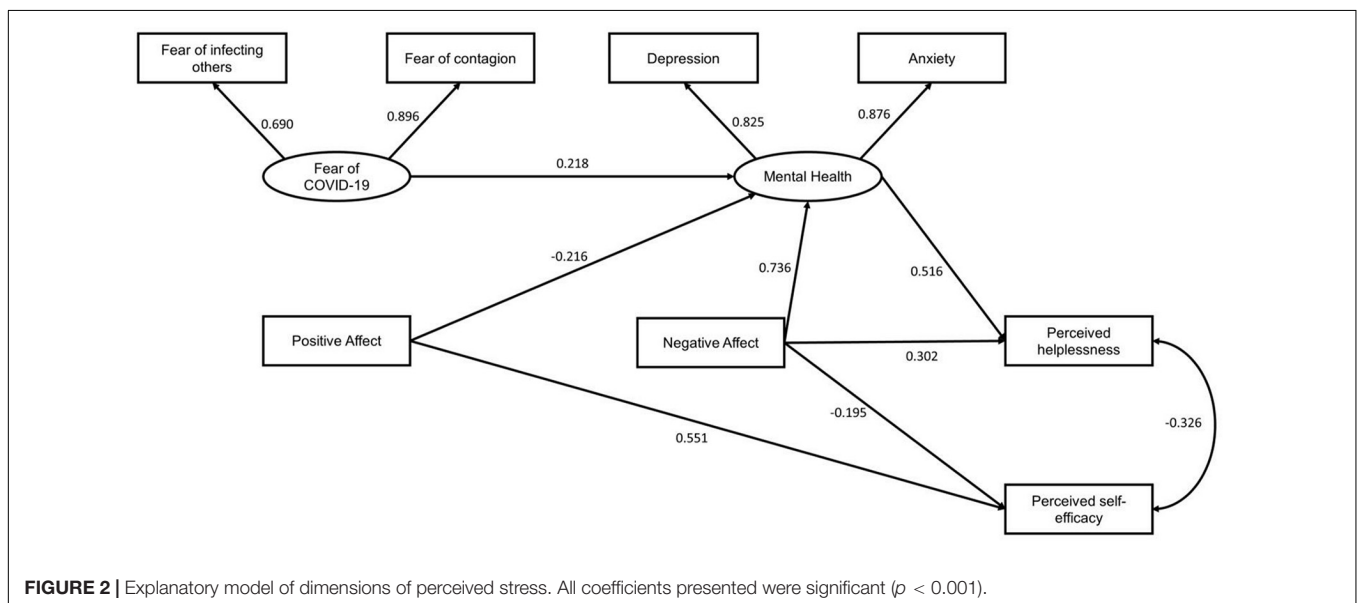 Fear of infecting
others
Fear of contagion
Depression
Anxiety
0.690
0.896
0.825
0.876
Fear of
COVID-19
0.218
Mental Health
-0.216
0.736
0.516
Positive Affect
Negative Affect
Perceived
helplessness
0.302
-0.195
-0.326
0.551
Perceived self-
efficacy
FIGURE 2 | Explanatory model of dimensions of perceived stress. All coefficients presented were significant (p < 0.001).